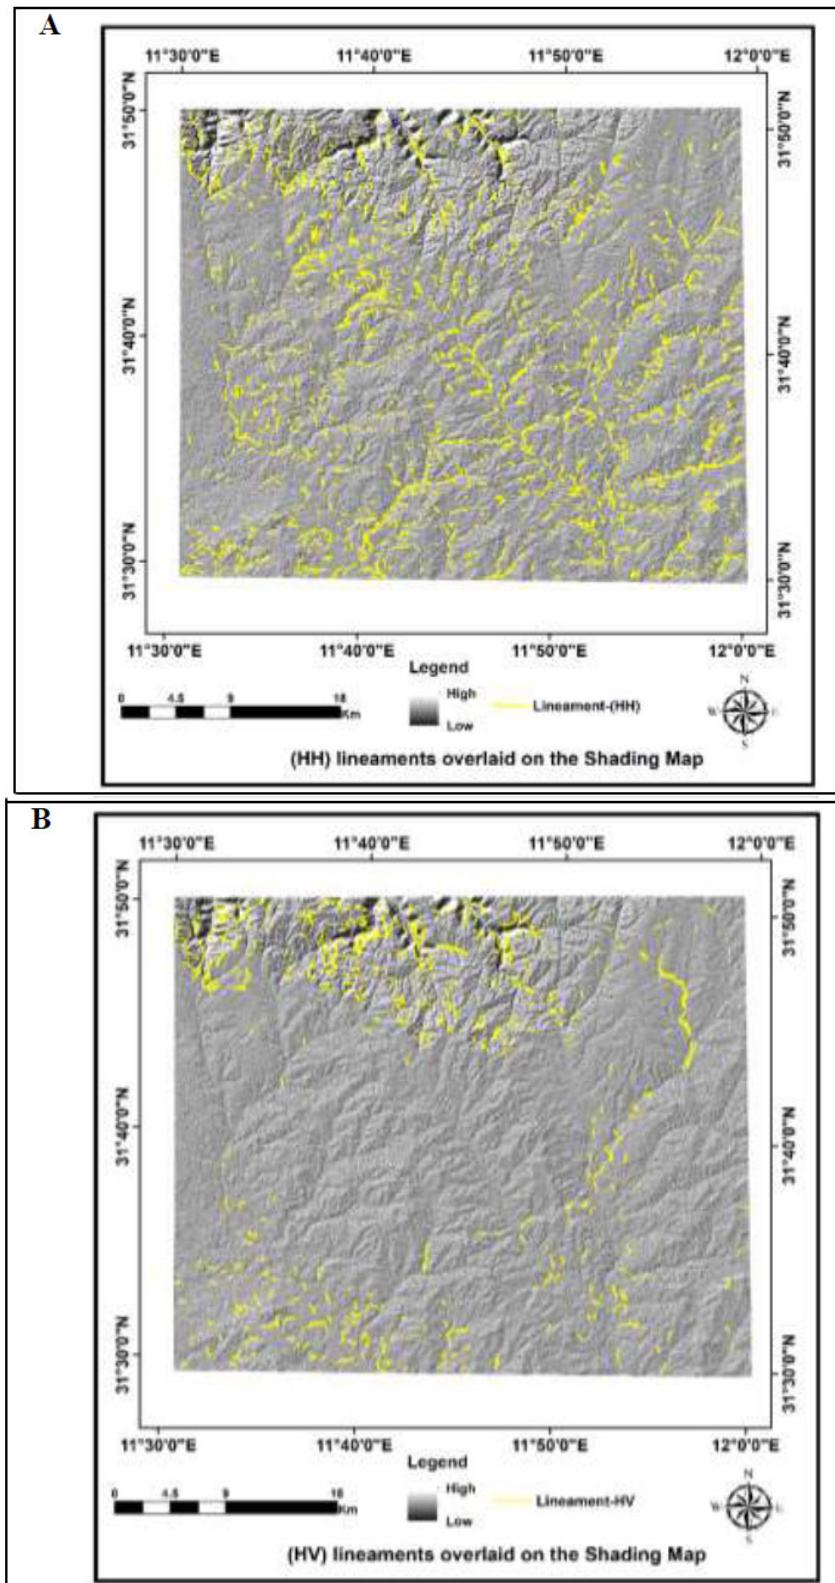 A
11°30'0"E 11°40'0"E 11°50'0"E 12°0'0"E
31°50'0"N 31°50'0"N
31°40'0"N 31°40'0"N
31°30'0"N 31°30'0"N
11°30'0"E 11°40'0"E 11°50'0"E 12°0'0"E
Legend
0 4.5 9 18
Km
High
Low
Lineament-(HH)
N
W E
S
(HH) lineaments overlaid on the Shading Map
B
11°30'0"E 11°40'0"E 11°50'0"E 12°0'0"E
31°50'0"N 31°50'0"N
31°40'0"N 31°40'0"N
31°30'0"N 31°30'0"N
11°30'0"E 11°40'0"E 11°50'0"E 12°0'0"E
Legend
0 4.5 9 18
Km
High
Low
Lineament-HV
N
W E
S
(HV) lineaments overlaid on the Shading Map